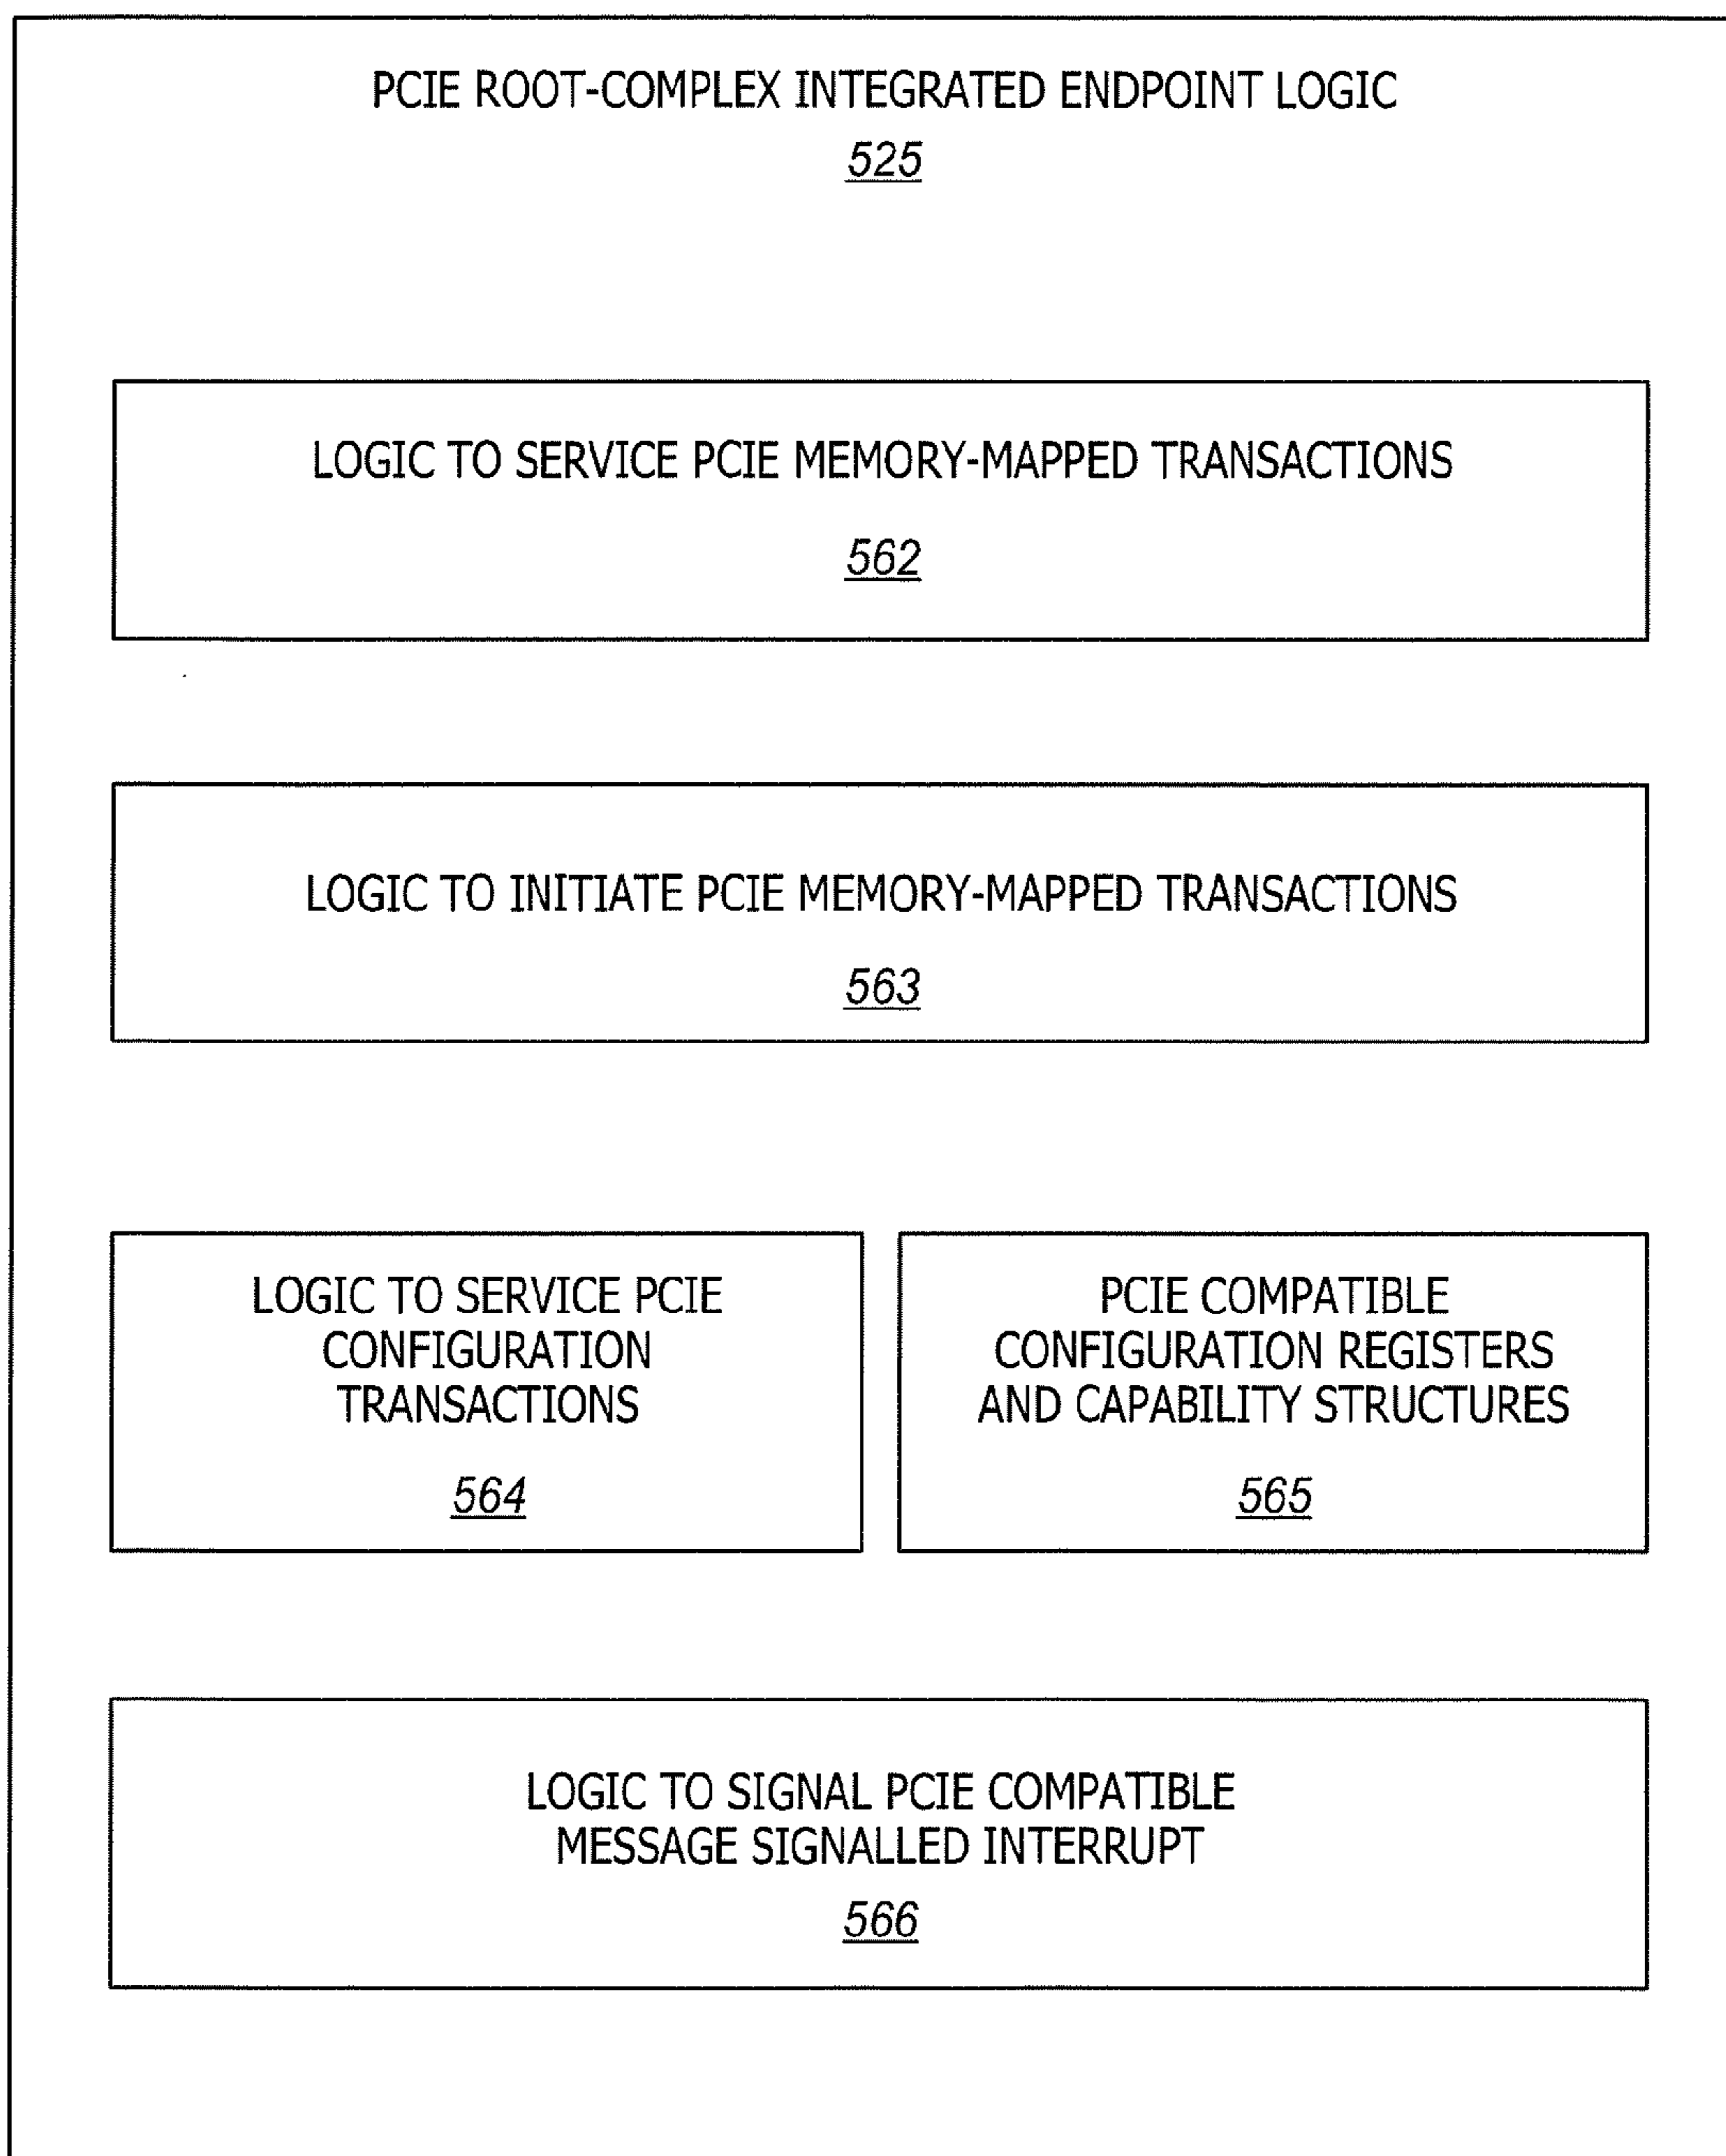 PCIE ROOT-COMPLEX INTEGRATED ENDPOINT LOGIC
525
LOGIC TO SERVICE PCIE MEMORY-MAPPED TRANSACTIONS
562
LOGIC TO INITIATE PCIE MEMORY-MAPPED TRANSACTIONS
563
LOGIC TO SERVICE PCIE
CONFIGURATION
TRANSACTIONS
564
PCIE COMPATIBLE
CONFIGURATION REGISTERS
AND CAPABILITY STRUCTURES
565
LOGIC TO SIGNAL PCIE COMPATIBLE
MESSAGE SIGNALLED INTERRUPT
566